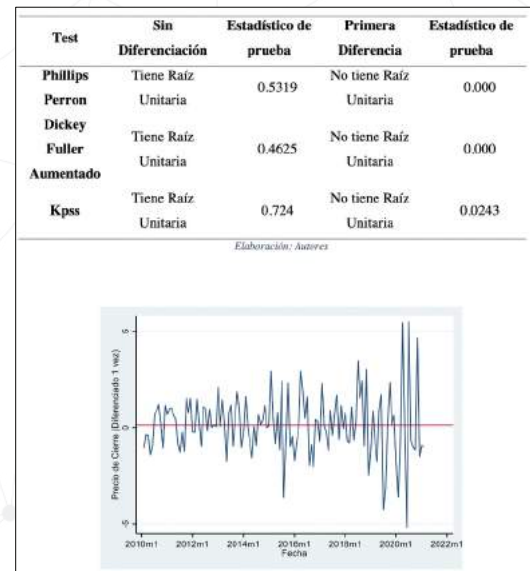 Test	Sin Diferenciación	Estadístico de prueba	Primera Diferencia	Estadístico de prueba
Phillips Perron	Tiene Raíz Unitaria	0.5319	No tiene Raíz Unitaria	0.000
Dickey Fuller Aumentado	Tiene Raíz Unitaria	0.4625	No tiene Raíz Unitaria	0.000
Kpss	Tiene Raíz Unitaria	0.724	No tiene Raíz Unitaria	0.0243
Elaboración: Autores
Precio de Cierre (Diferenciado 1 vez)
5
0
-5
2010m1 2012m1 2014m1 2016m1 2018m1 2020m1 2022m1
Fecha